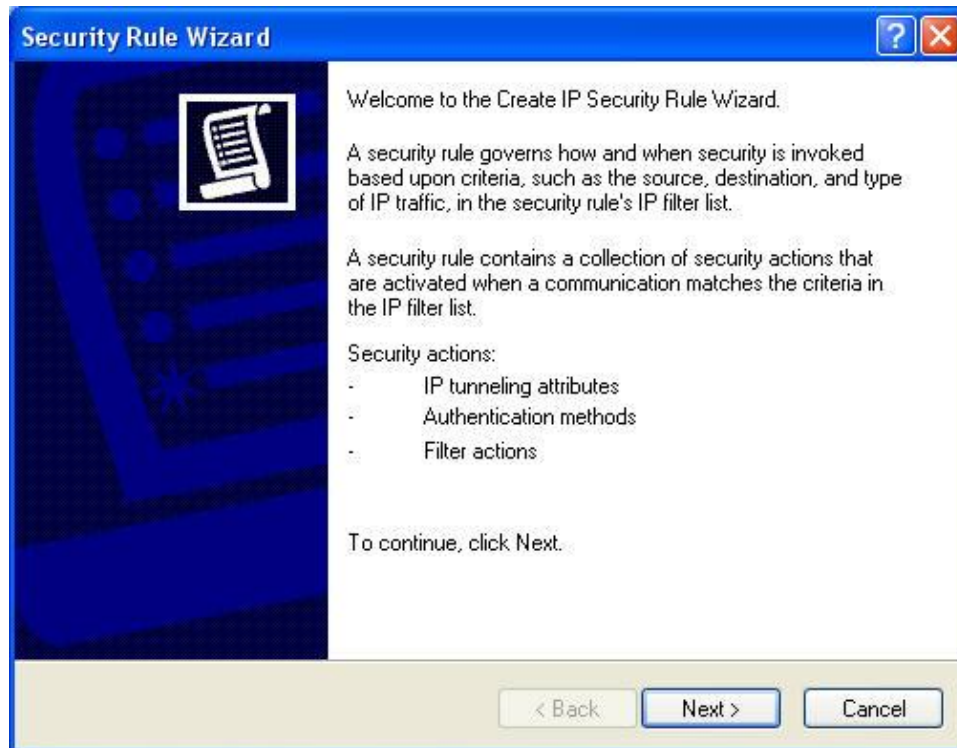 Security Rule Wizard
Welcome to the Create IP Security Rule Wizard.
A security rule governs how and when security is invoked
based upon criteria, such as the source, destination, and type
of IP traffic, in the security rule's IP filter list.
A security rule contains a collection of security actions that
are activated when a communication matches the criteria in
the IP filter list.
Security actions:
- IP tunneling attributes
- Authentication methods
- Filter actions
To continue, click Next.
< Back Next > Cancel